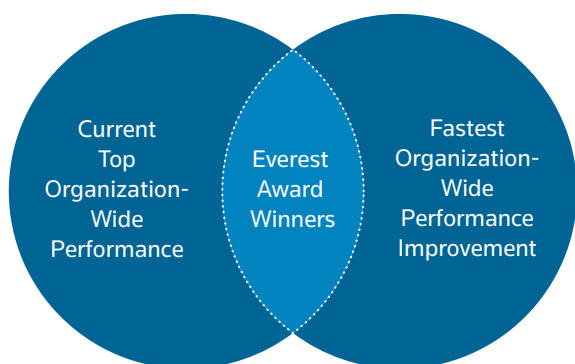 Current
Top
Organization-
Wide
Performance
Everest
Award
Winners
Fastest
Organization-
Wide
Performance
Improvement